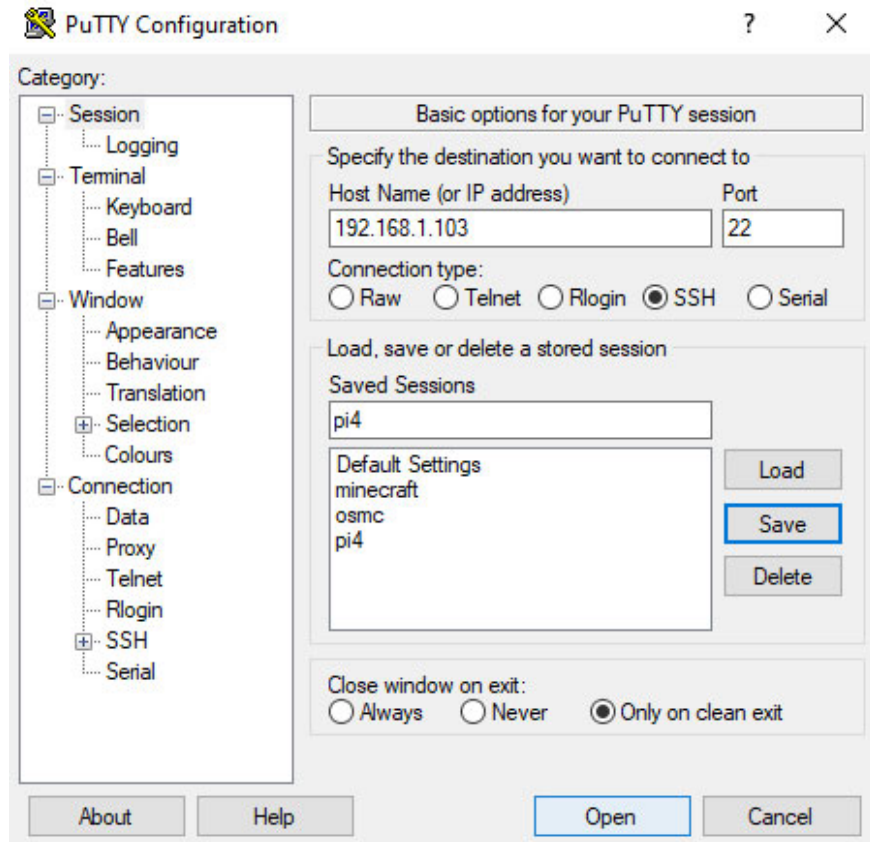 PuTTY Configuration
?
Category:
Session
Logging
Terminal
Keyboard
Bell
Features
Window
Appearance
Behaviour
Translation
Selection
Colours
Connection
Data
Proxy
Telnet
Rlogin
SSH
Serial
Basic options for your PuTTY session
Specify the destination you want to connect to
Host Name (or IP address) Port
192.168.1.103 22
Connection type:
Raw Telnet Rlogin SSH Serial
Load, save or delete a stored session
Saved Sessions
pi4
Default Settings
minecraft
osmc
pi4
Load
Save
Delete
Close window on exit:
Always Never Only on clean exit
About Help Open Cancel